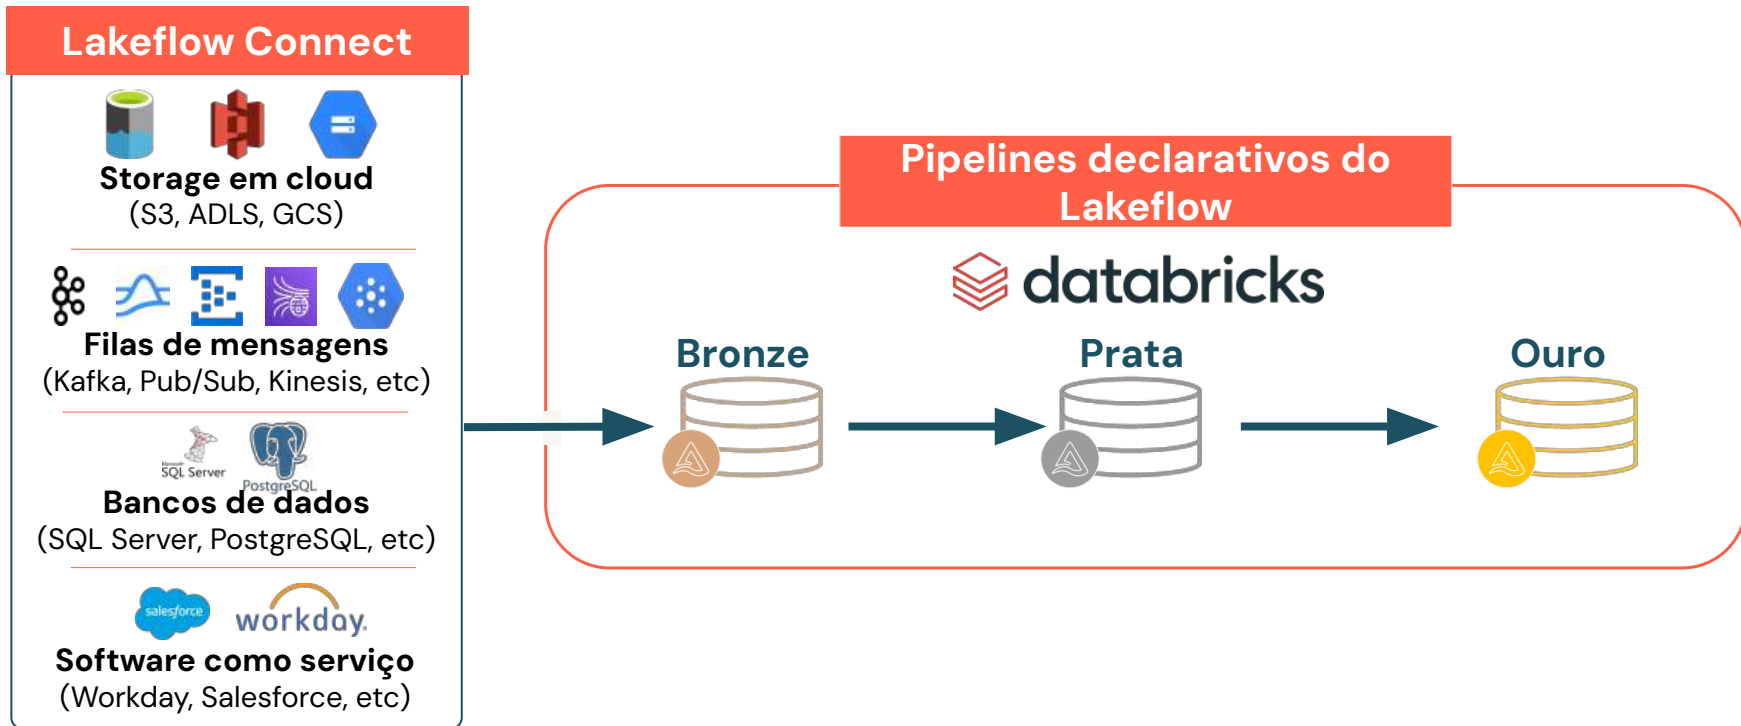 Lakeflow Connect
Storage em cloud
(S3, ADLS, GCS)
Filas de mensagens
(Kafka, Pub/Sub, Kinesis, etc)
Microsoft
SQL Server
PostgreSQL
Bancos de dados
(SQL Server, PostgreSQL, etc)
salesforce
workday.
Software como serviço
(Workday, Salesforce, etc)
Pipelines declarativos do
Lakeflow
databricks
Bronze
Prata
Ouro